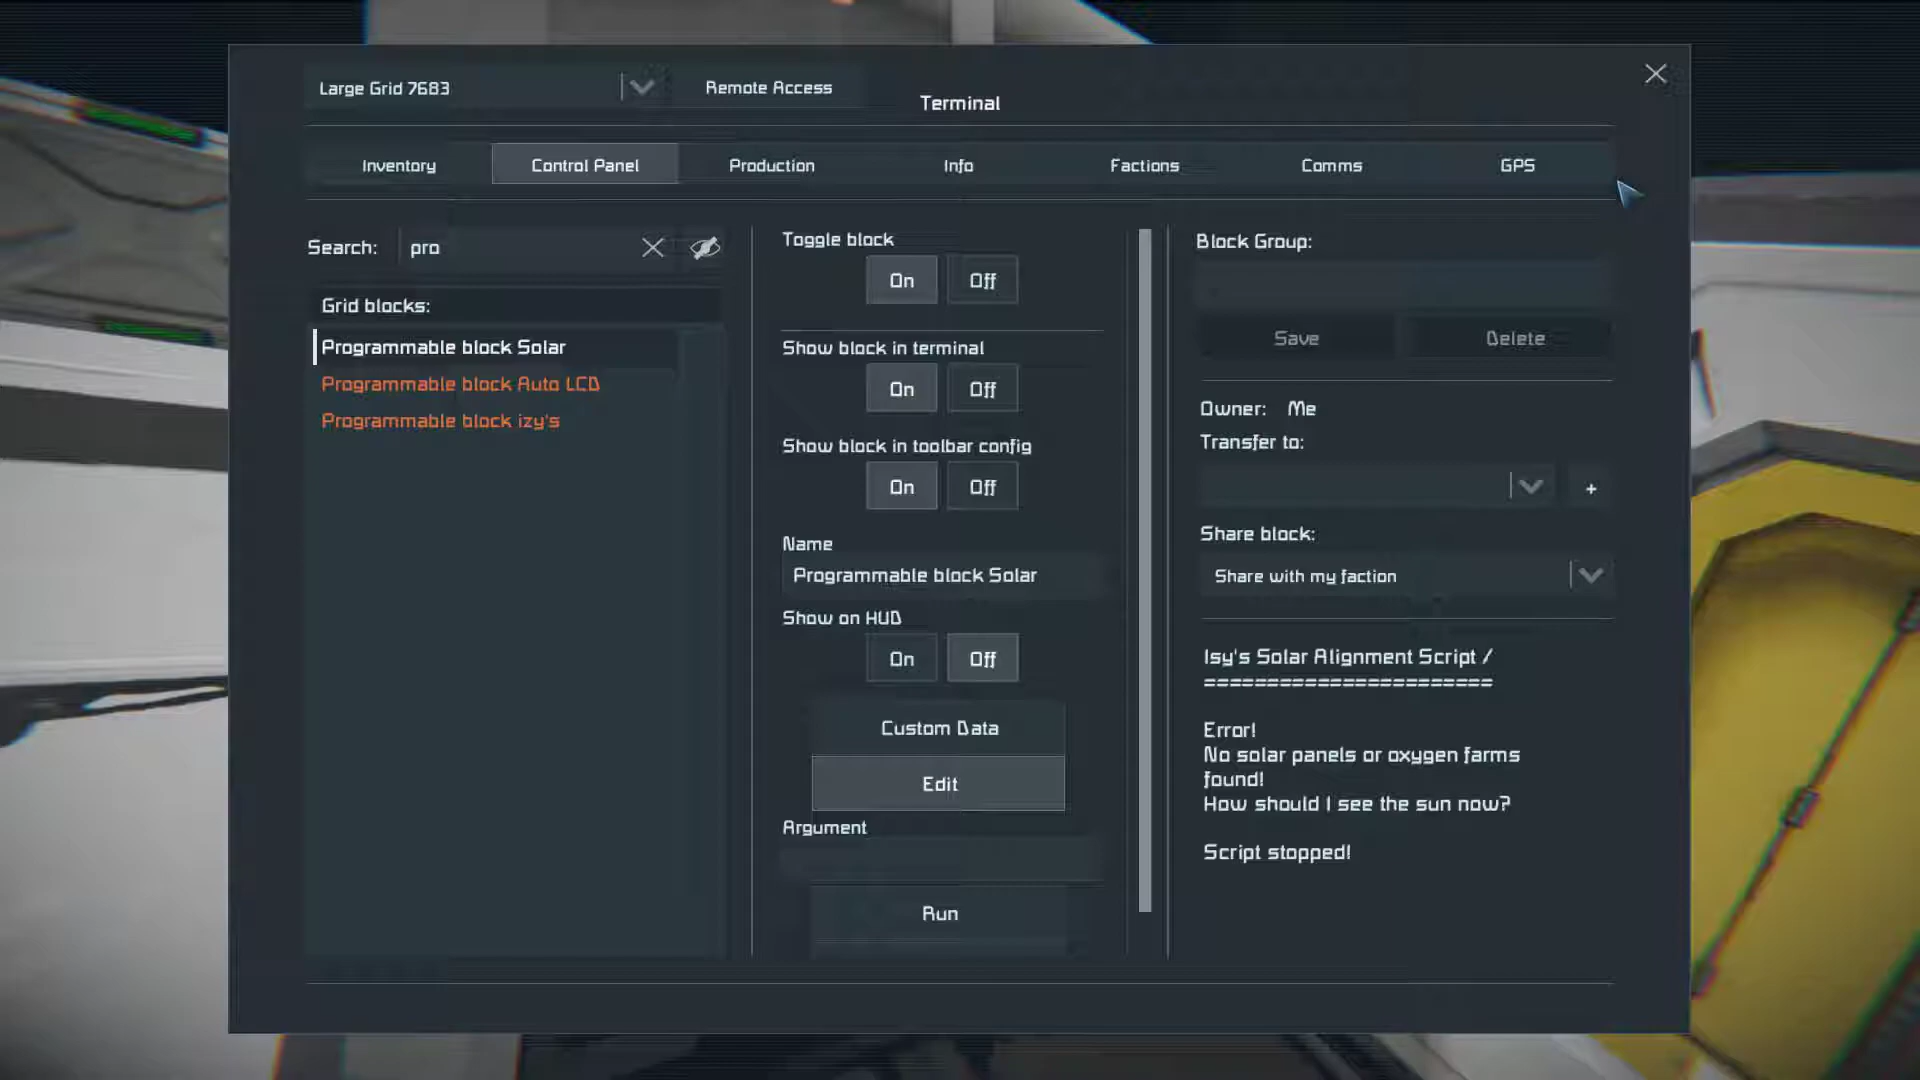 Large Grid 7683
Remote Access
Terminal
Inventory
Control Panel
Production
Info
Factions
Comms
GPS
Search: pro
Grid blocks:
Programmable block Solar
Programmable block Auto LCD
Programmable block izy's
Toggle block
On Off
Show block in terminal
On Off
Show block in toolbar config
On Off
Name
Programmable block Solar
Show on HUD
On Off
Custom Data
Edit
Argument
Run
Block Group:
Save Delete
Owner: Me
Transfer to:
+
Share block:
Share with my faction
Isy's Solar Alignment Script /
=======================
Error!
No solar panels or oxygen farms
found!
How should I see the sun now?
Script stopped!